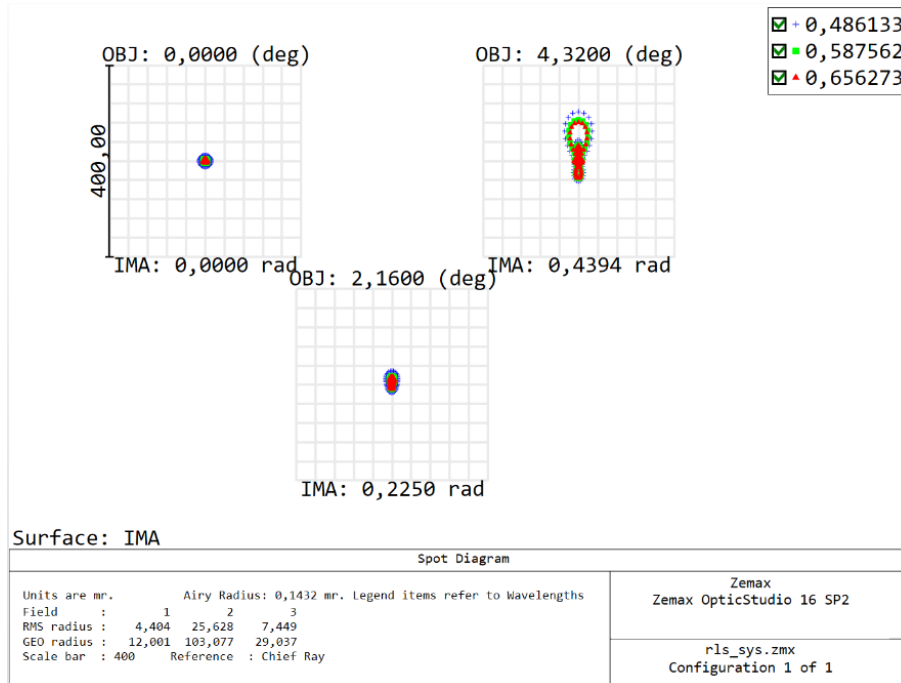 0,486133
0,587562
0,656273
OBJ: 0,0000 (deg)
OBJ: 4,3200 (deg)
400,00
IMA: 0,0000 rad
IMA: 0,4394 rad
OBJ: 2,1600 (deg)
IMA: 0,2250 rad
Surface: IMA
Spot Diagram
Units are mr. Airy Radius: 0,1432 mr. Legend items refer to Wavelengths
Field : 1 2 3
RMS radius : 4,404 25,628 7,449
GEO radius : 12,001 103,077 29,037
Scale bar : 400 Reference : Chief Ray
Zemax
Zemax OpticStudio 16 SP2
rls_sys.zmx
Configuration 1 of 1